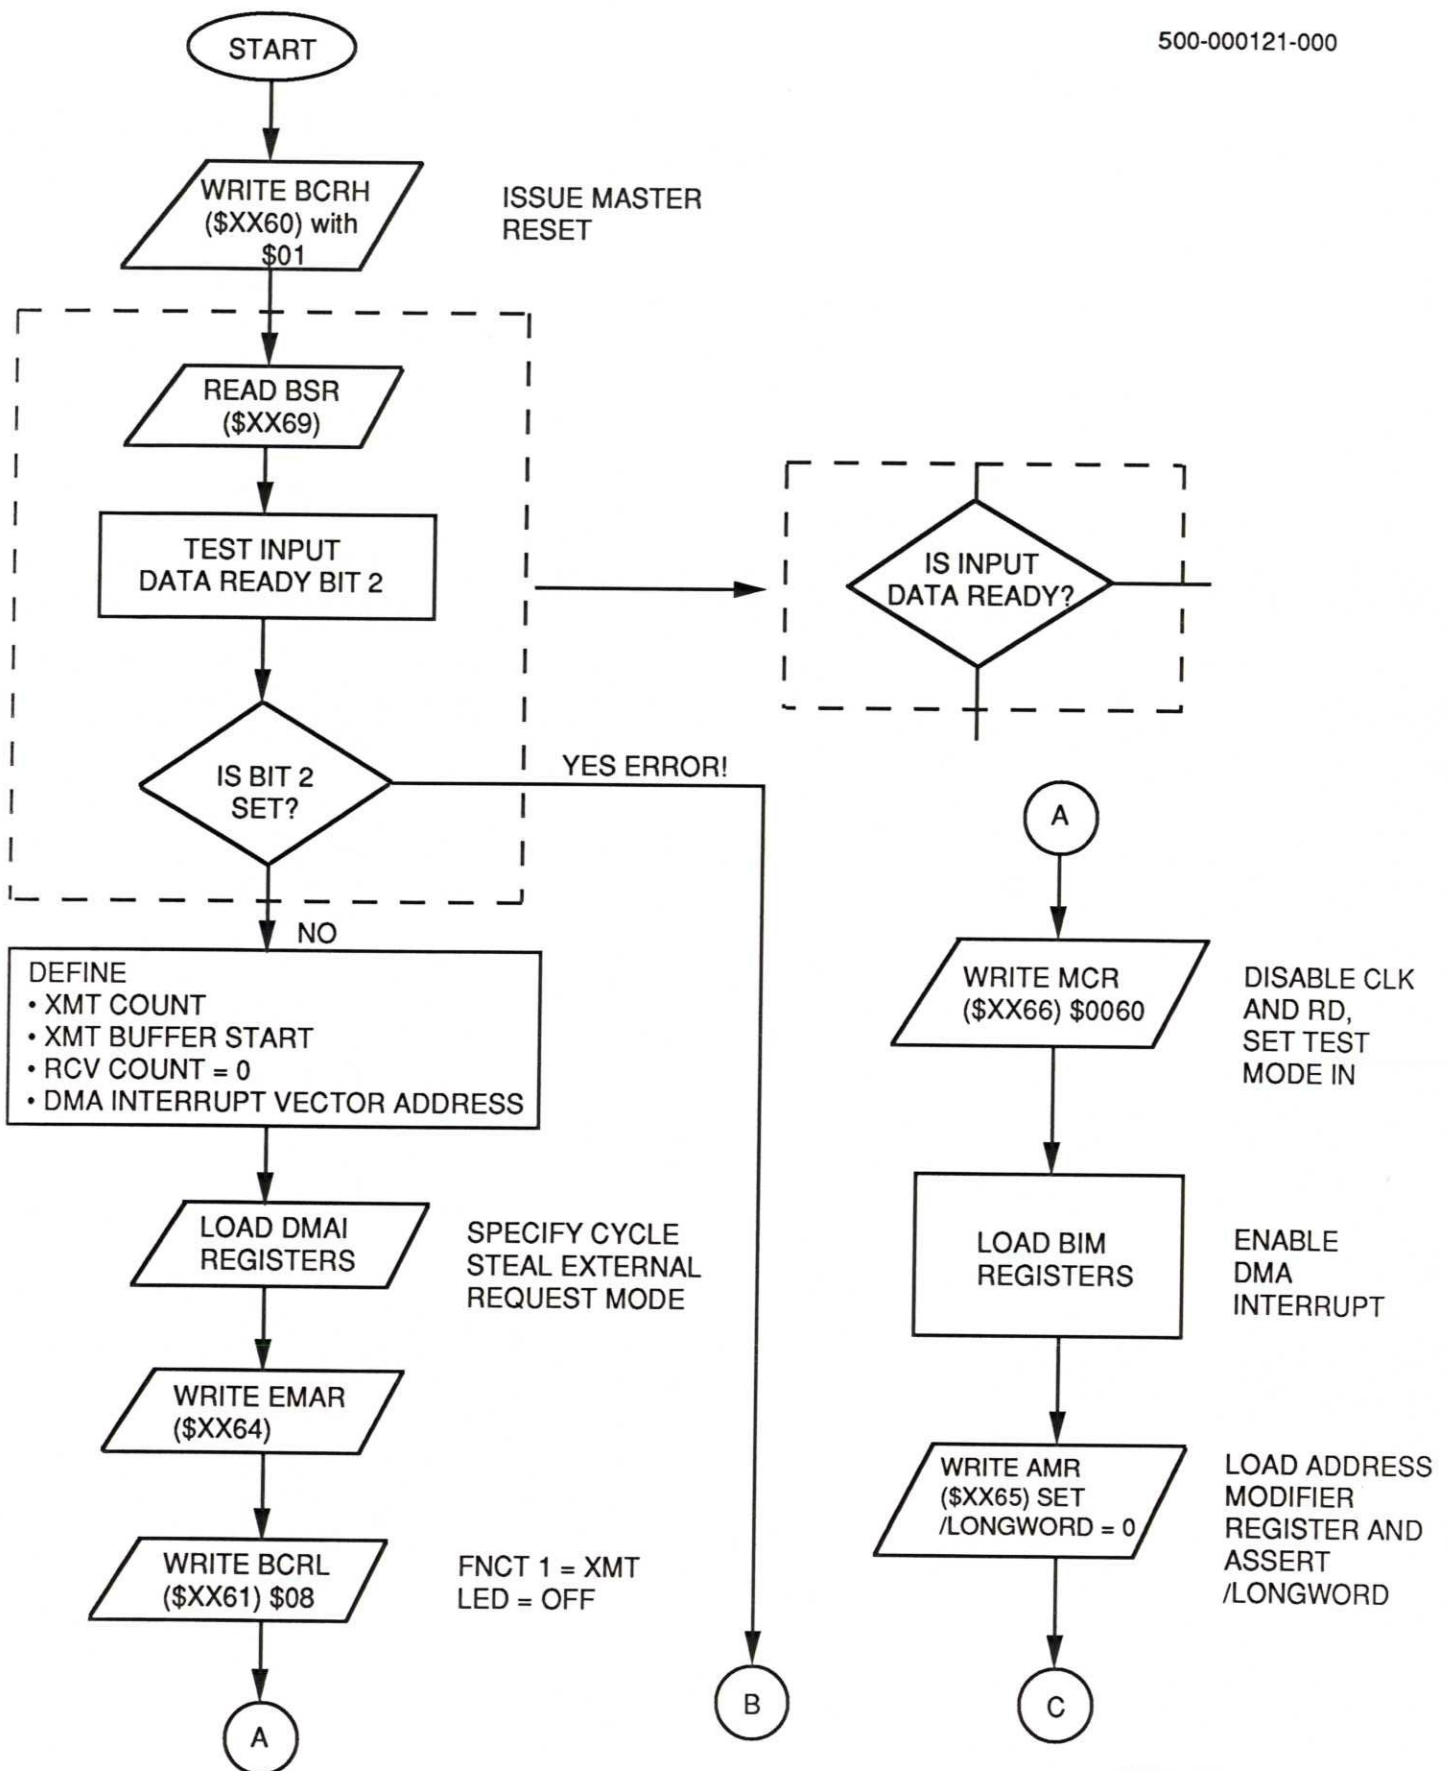 500-000121-000
START
WRITE BCRH
($XX60) with
$01
ISSUE MASTER
RESET
READ BSR
($XX69)
TEST INPUT
DATA READY BIT 2
IS BIT 2
SET?
YES ERROR!
NO
IS INPUT
DATA READY?
DEFINE
• XMT COUNT
• XMT BUFFER START
• RCV COUNT = 0
• DMA INTERRUPT VECTOR ADDRESS
LOAD DMAI
REGISTERS
SPECIFY CYCLE
STEAL EXTERNAL
REQUEST MODE
WRITE EMAR
($XX64)
WRITE BCRL
($XX61) $08
FNCT 1 = XMT
LED = OFF
A
B
A
WRITE MCR
($XX66) $0060
DISABLE CLK
AND RD,
SET TEST
MODE IN
LOAD BIM
REGISTERS
ENABLE
DMA
INTERRUPT
WRITE AMR
($XX65) SET
/LONGWORD = 0
LOAD ADDRESS
MODIFIER
REGISTER AND
ASSERT
/LONGWORD
C